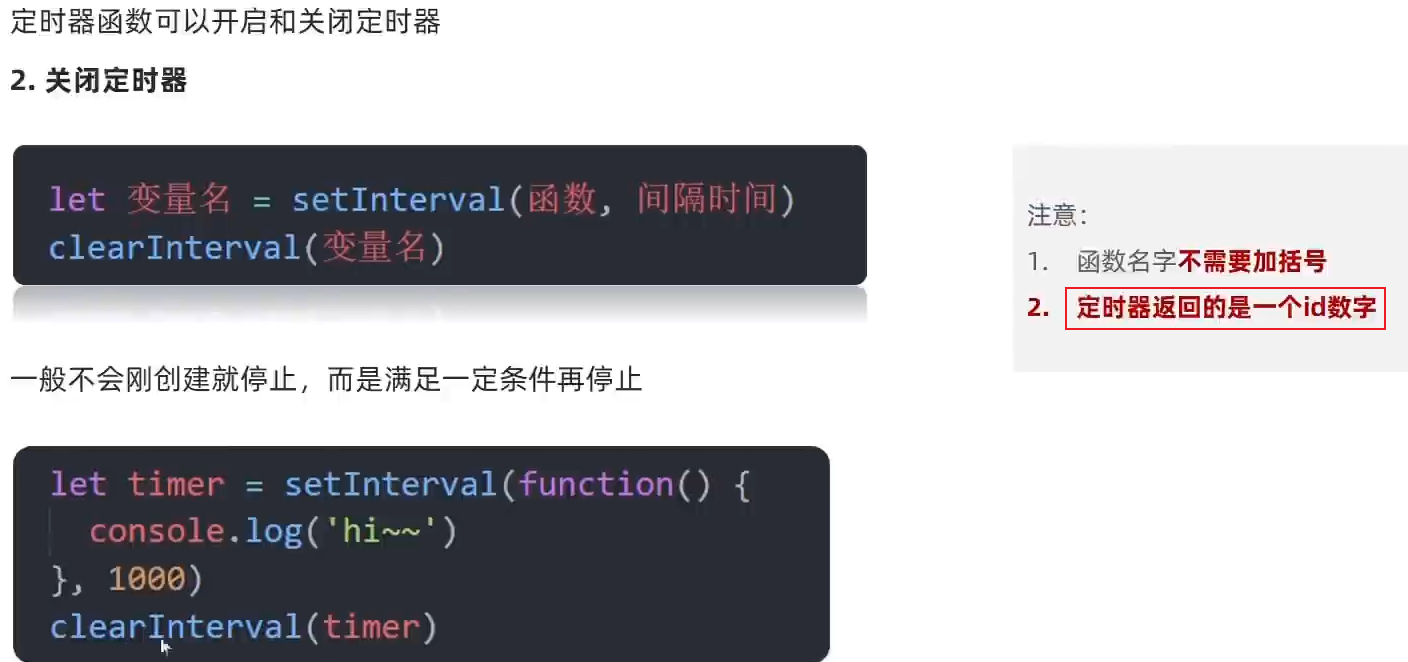 定时器函数可以开启和关闭定时器
2. 关闭定时器
let 变量名 = setInterval(函数, 间隔时间)
clearInterval(变量名)
注意：
1. 函数名字不需要加括号
2. 定时器返回的是一个id数字
一般不会刚创建就停止，而是满足一定条件再停止
let timer = setInterval(function() {
console.log('hi~~')
}, 1000)
clearInterval(timer)